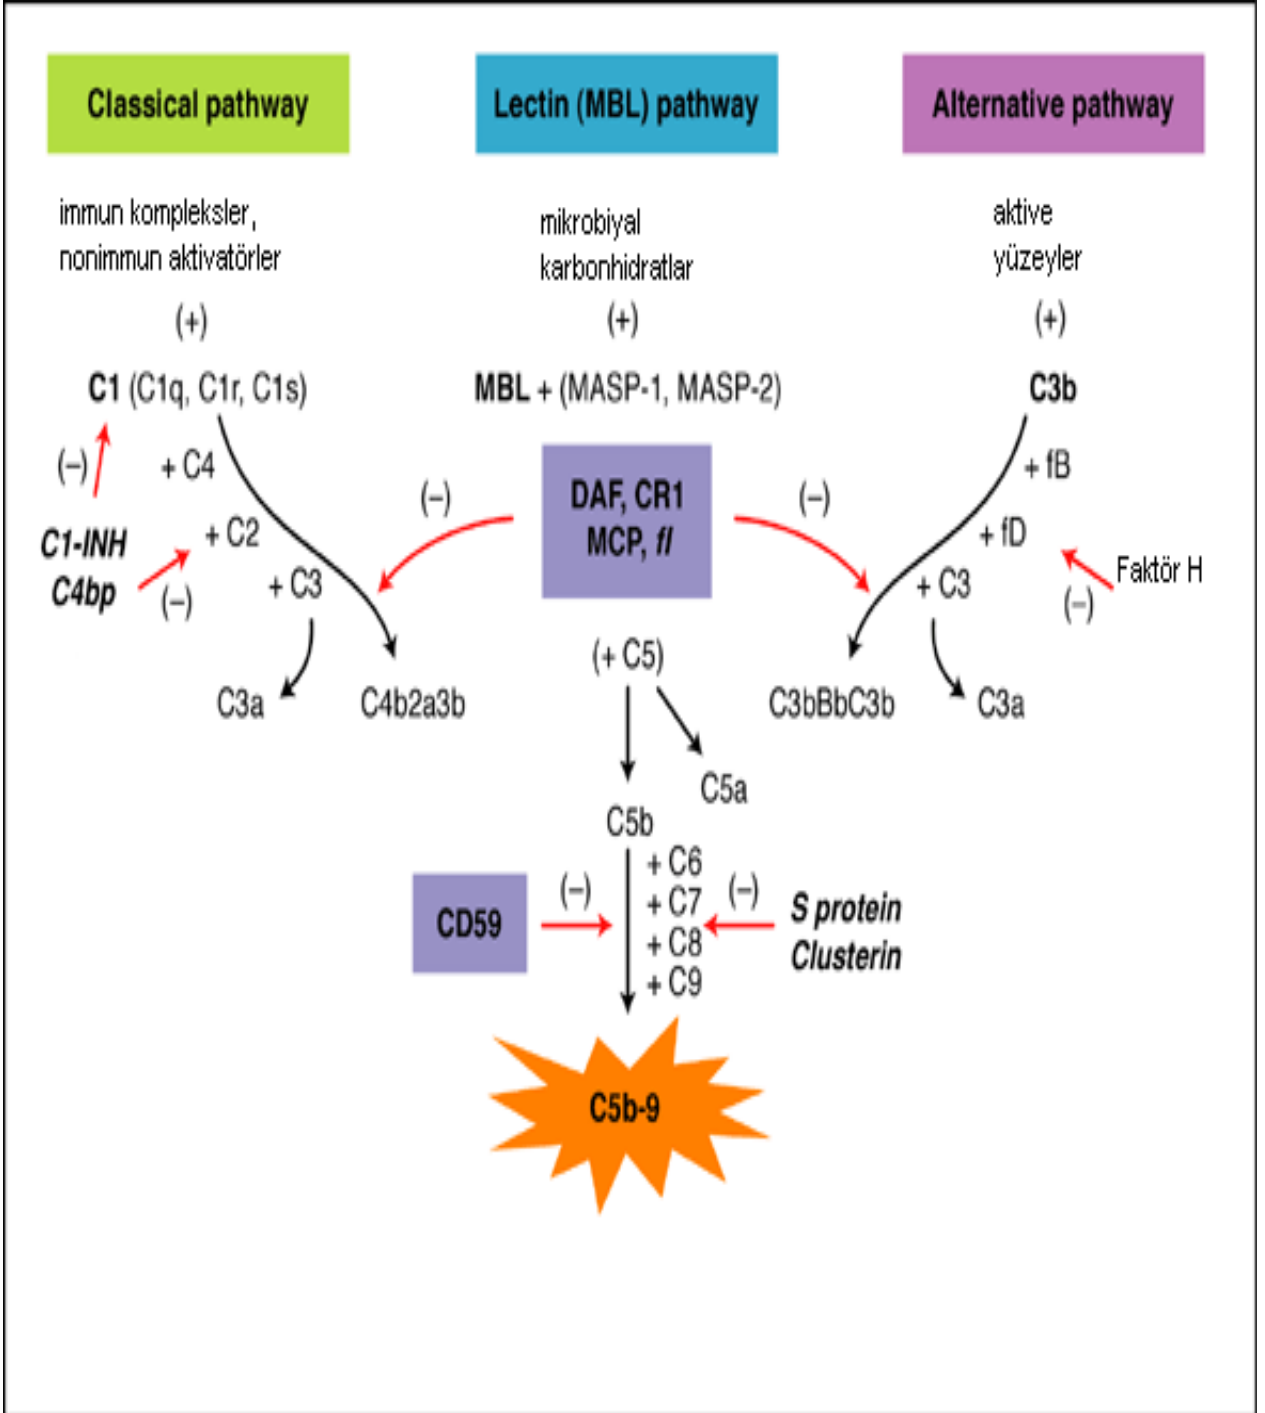 Classical pathway
Lectin (MBL) pathway
Alternative pathway
immun kompleksler,
nonimmun aktivatörler
mikrobiyal
karbonhidratlar
aktive
yüzeyler
(+)
(+)
(+)
C1 (C1q, C1r, C1s)
MBL + (MASP-1, MASP-2)
C3b
(–)
+ C4
+ C2
+ C3
C1-INH
C4bp
(–)
(–)
DAF, CR1
MCP, fI
(–)
+ fB
+ fD
+ C3
Faktör H
(–)
C3a
C4b2a3b
(+ C5)
C3bBbC3b
C3a
C5a
C5b
+ C6
+ C7
+ C8
+ C9
CD59
(–)
(–)
S protein
Clusterin
C5b-9